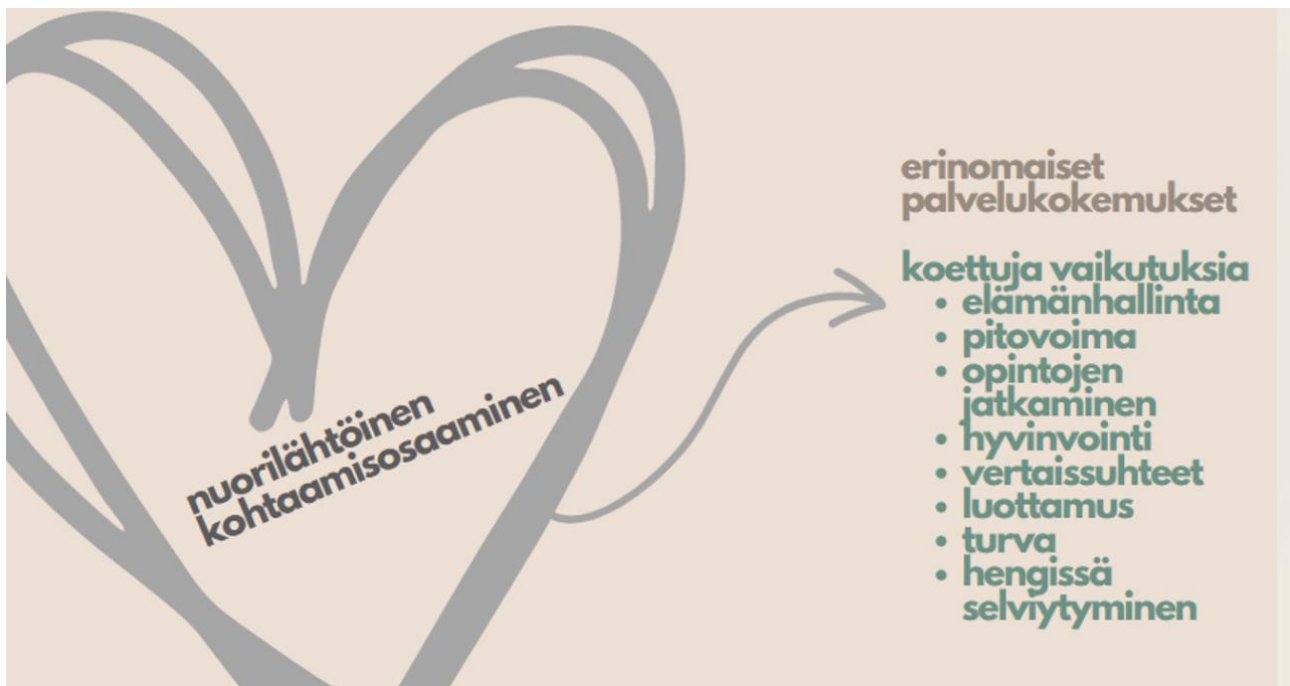 nuorilähtöinen
kohtaamisosaaminen
erinomaiset
palvelukokemukset
koettuja vaikutuksia
• elämänhallinta
• pitovoima
• opintojen
jatkaminen
• hyvinvointi
• vertaissuhteet
• luottamus
• turva
• hengissä
selviytyminen